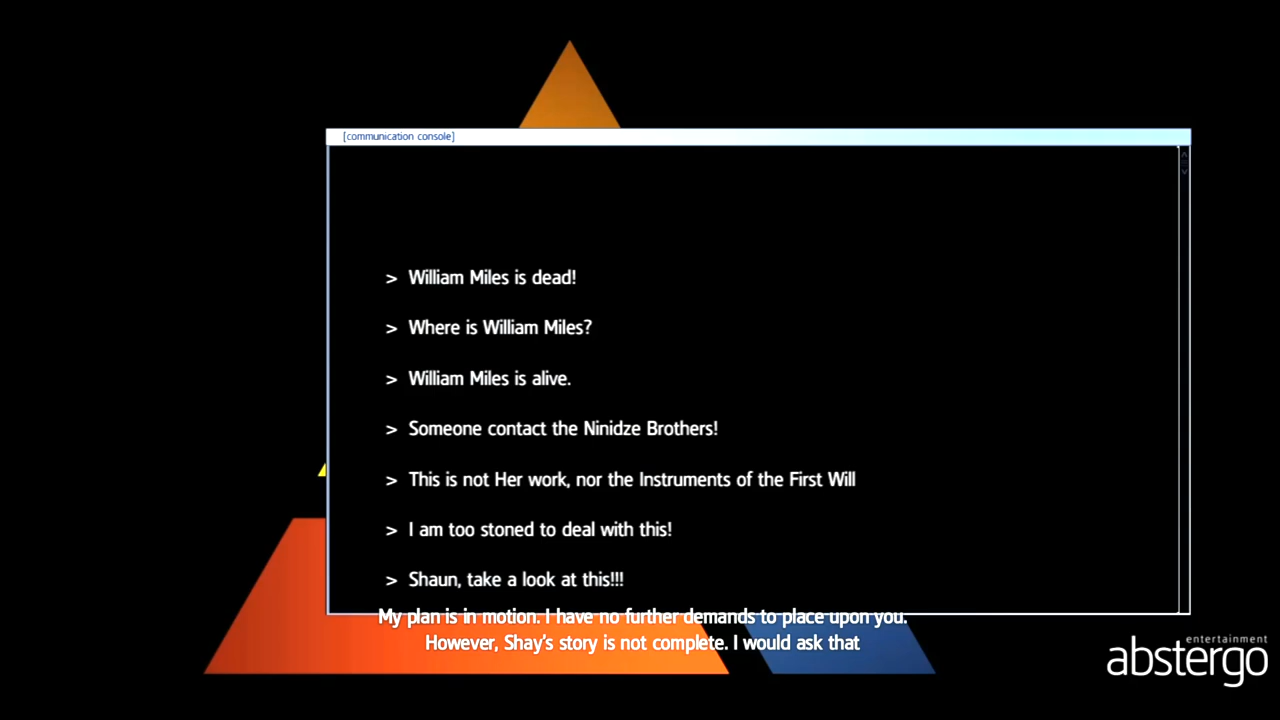 [communication console]
> William Miles is dead!
> Where is William Miles?
> William Miles is alive.
> Someone contact the Ninidze Brothers!
> This is not Her work, nor the Instruments of the First Will
> I am too stoned to deal with this!
> Shaun, take a look at this!!!
My plan is in motion. I have no further demands to place upon you.
However, Shay's story is not complete. I would ask that
entertainment
abstergo